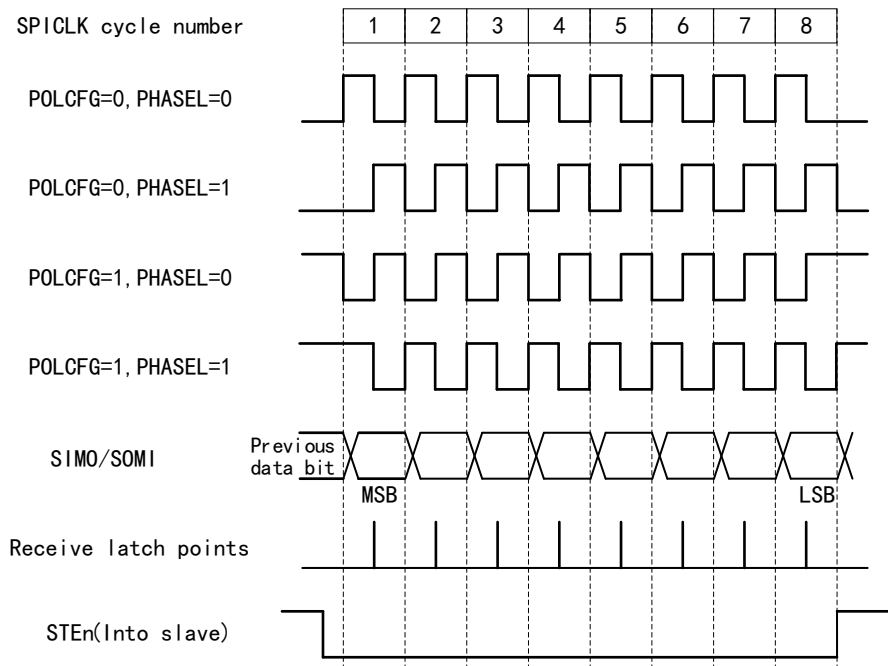 SPICLK cycle number 1 2 3 4 5 6 7 8
POLCFG=0, PHASEL=0
POLCFG=0, PHASEL=1
POLCFG=1, PHASEL=0
POLCFG=1, PHASEL=1
SIMO/SOMI
Previous
data bit
MSB LSB
Receive latch points
STEn(Into slave)